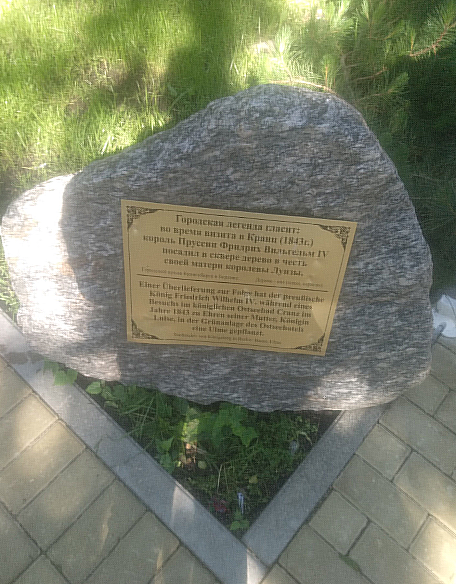 Городская легенда гласит:
во время визита в Кранц (1843г.)
король Пруссии Фридрих Вильгельм IV
посадил в сквере дерево в честь
своей матери королевы Луизы.
Einer Überlieferung zur Folge hat der preußische
König Friedrich Wilhelm IV. während eines
Besuchs im königlichen Ostseebad Cranz im
Jahre 1843 zu Ehren seiner Mutter, Königin
Luise, in der Grünanlage des Ostseehotels
eine Ulme gepflanzt.